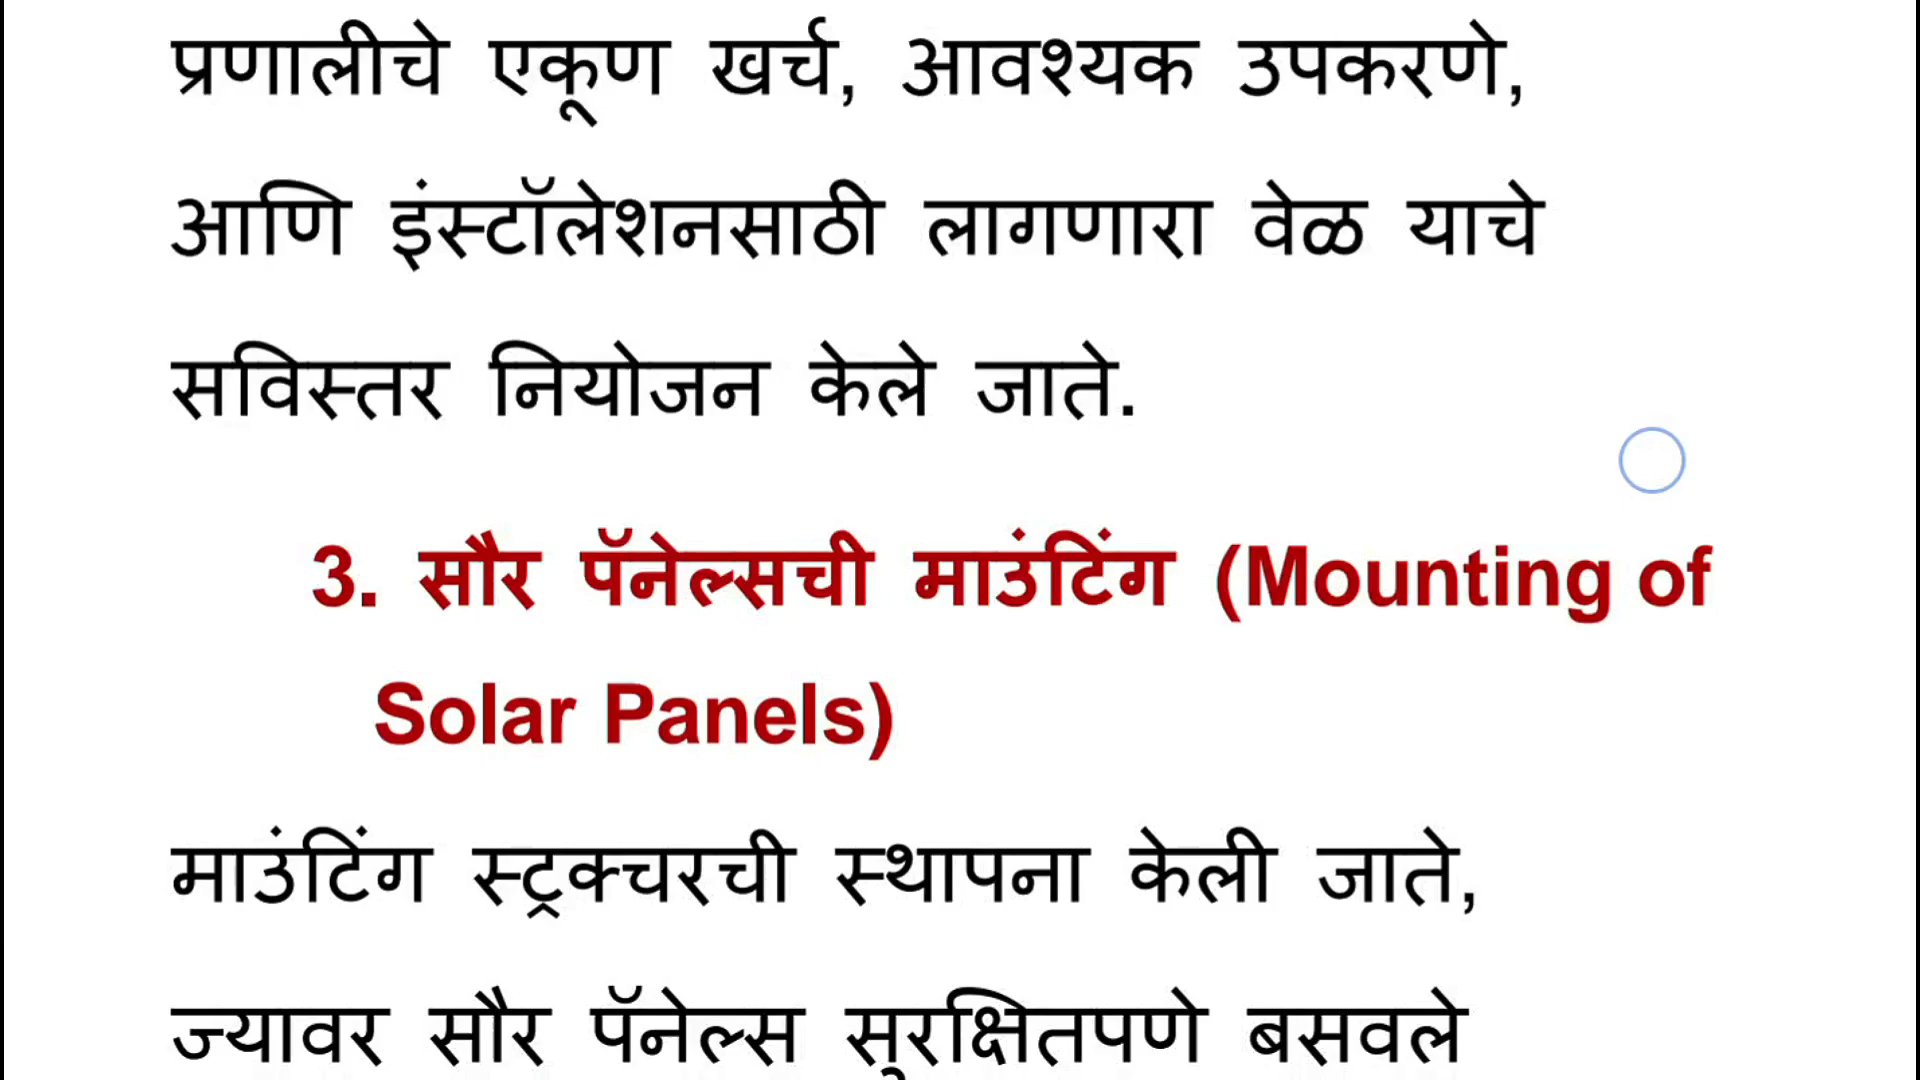 प्रणालीचे एकूण खर्च, आवश्यक उपकरणे,
आणि इंस्टॉलेशनसाठी लागणारा वेळ याचे
सविस्तर नियोजन केले जाते.
3. सौर पॅनेल्सची माउंटिंग (Mounting of
Solar Panels)
माउंटिंग स्ट्रक्चरची स्थापना केली जाते,
ज्यावर सौर पॅनेल्स सुरक्षितपणे बसवले